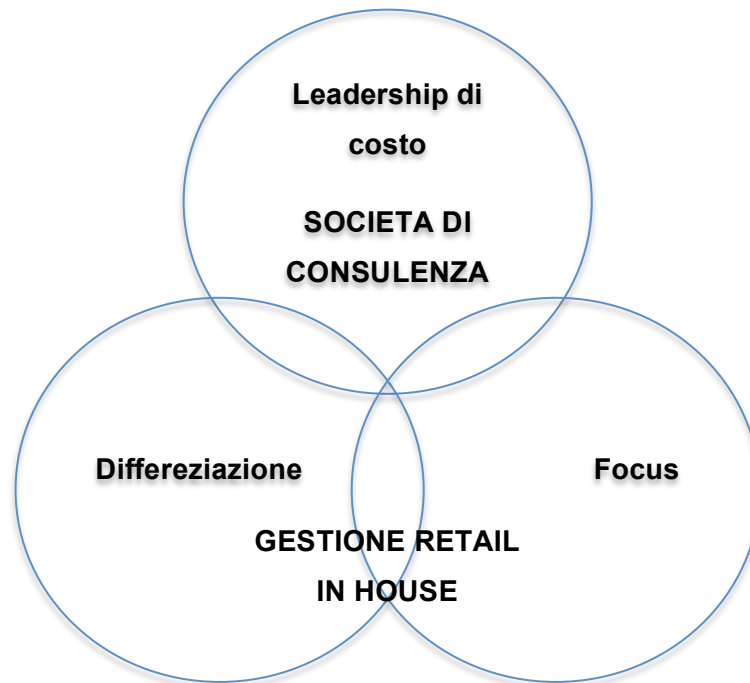 Leadership di
costo
SOCIETA DI
CONSULENZA
Differeziazione
Focus
GESTIONE RETAIL
IN HOUSE